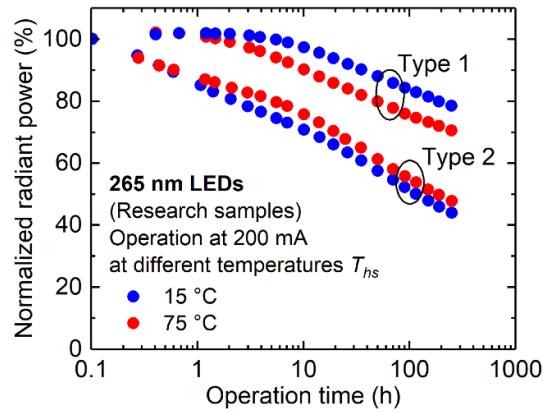 Normalized radiant power (%)
100
80
60
40
20
0
Type 1
Type 2
265 nm LEDs
(Research samples)
Operation at 200 mA
at different temperatures T_hs
15 °C
75 °C
0.1 1 10 100 1000
Operation time (h)